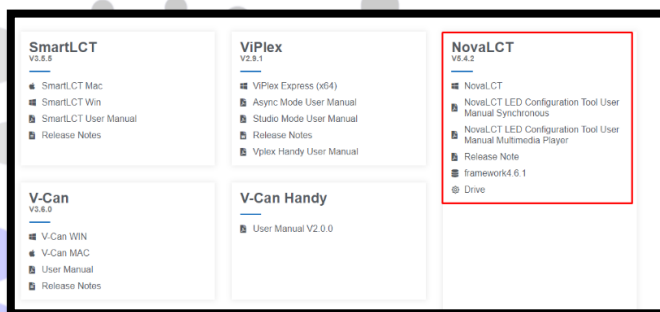 SmartLCT
V3.5.5
SmartLCT Mac
SmartLCT Win
SmartLCT User Manual
Release Notes
ViPlex
V2.9.1
ViPlex Express (x64)
Async Mode User Manual
Studio Mode User Manual
Release Notes
Vplex Handy User Manual
NovaLCT
V5.4.2
NovaLCT
NovaLCT LED Configuration Tool User
Manual Synchronous
NovaLCT LED Configuration Tool User
Manual Multimedia Player
Release Note
framework4.6.1
Drive
V-Can
V3.6.0
V-Can WIN
V-Can MAC
User Manual
Release Notes
V-Can Handy
User Manual V2.0.0